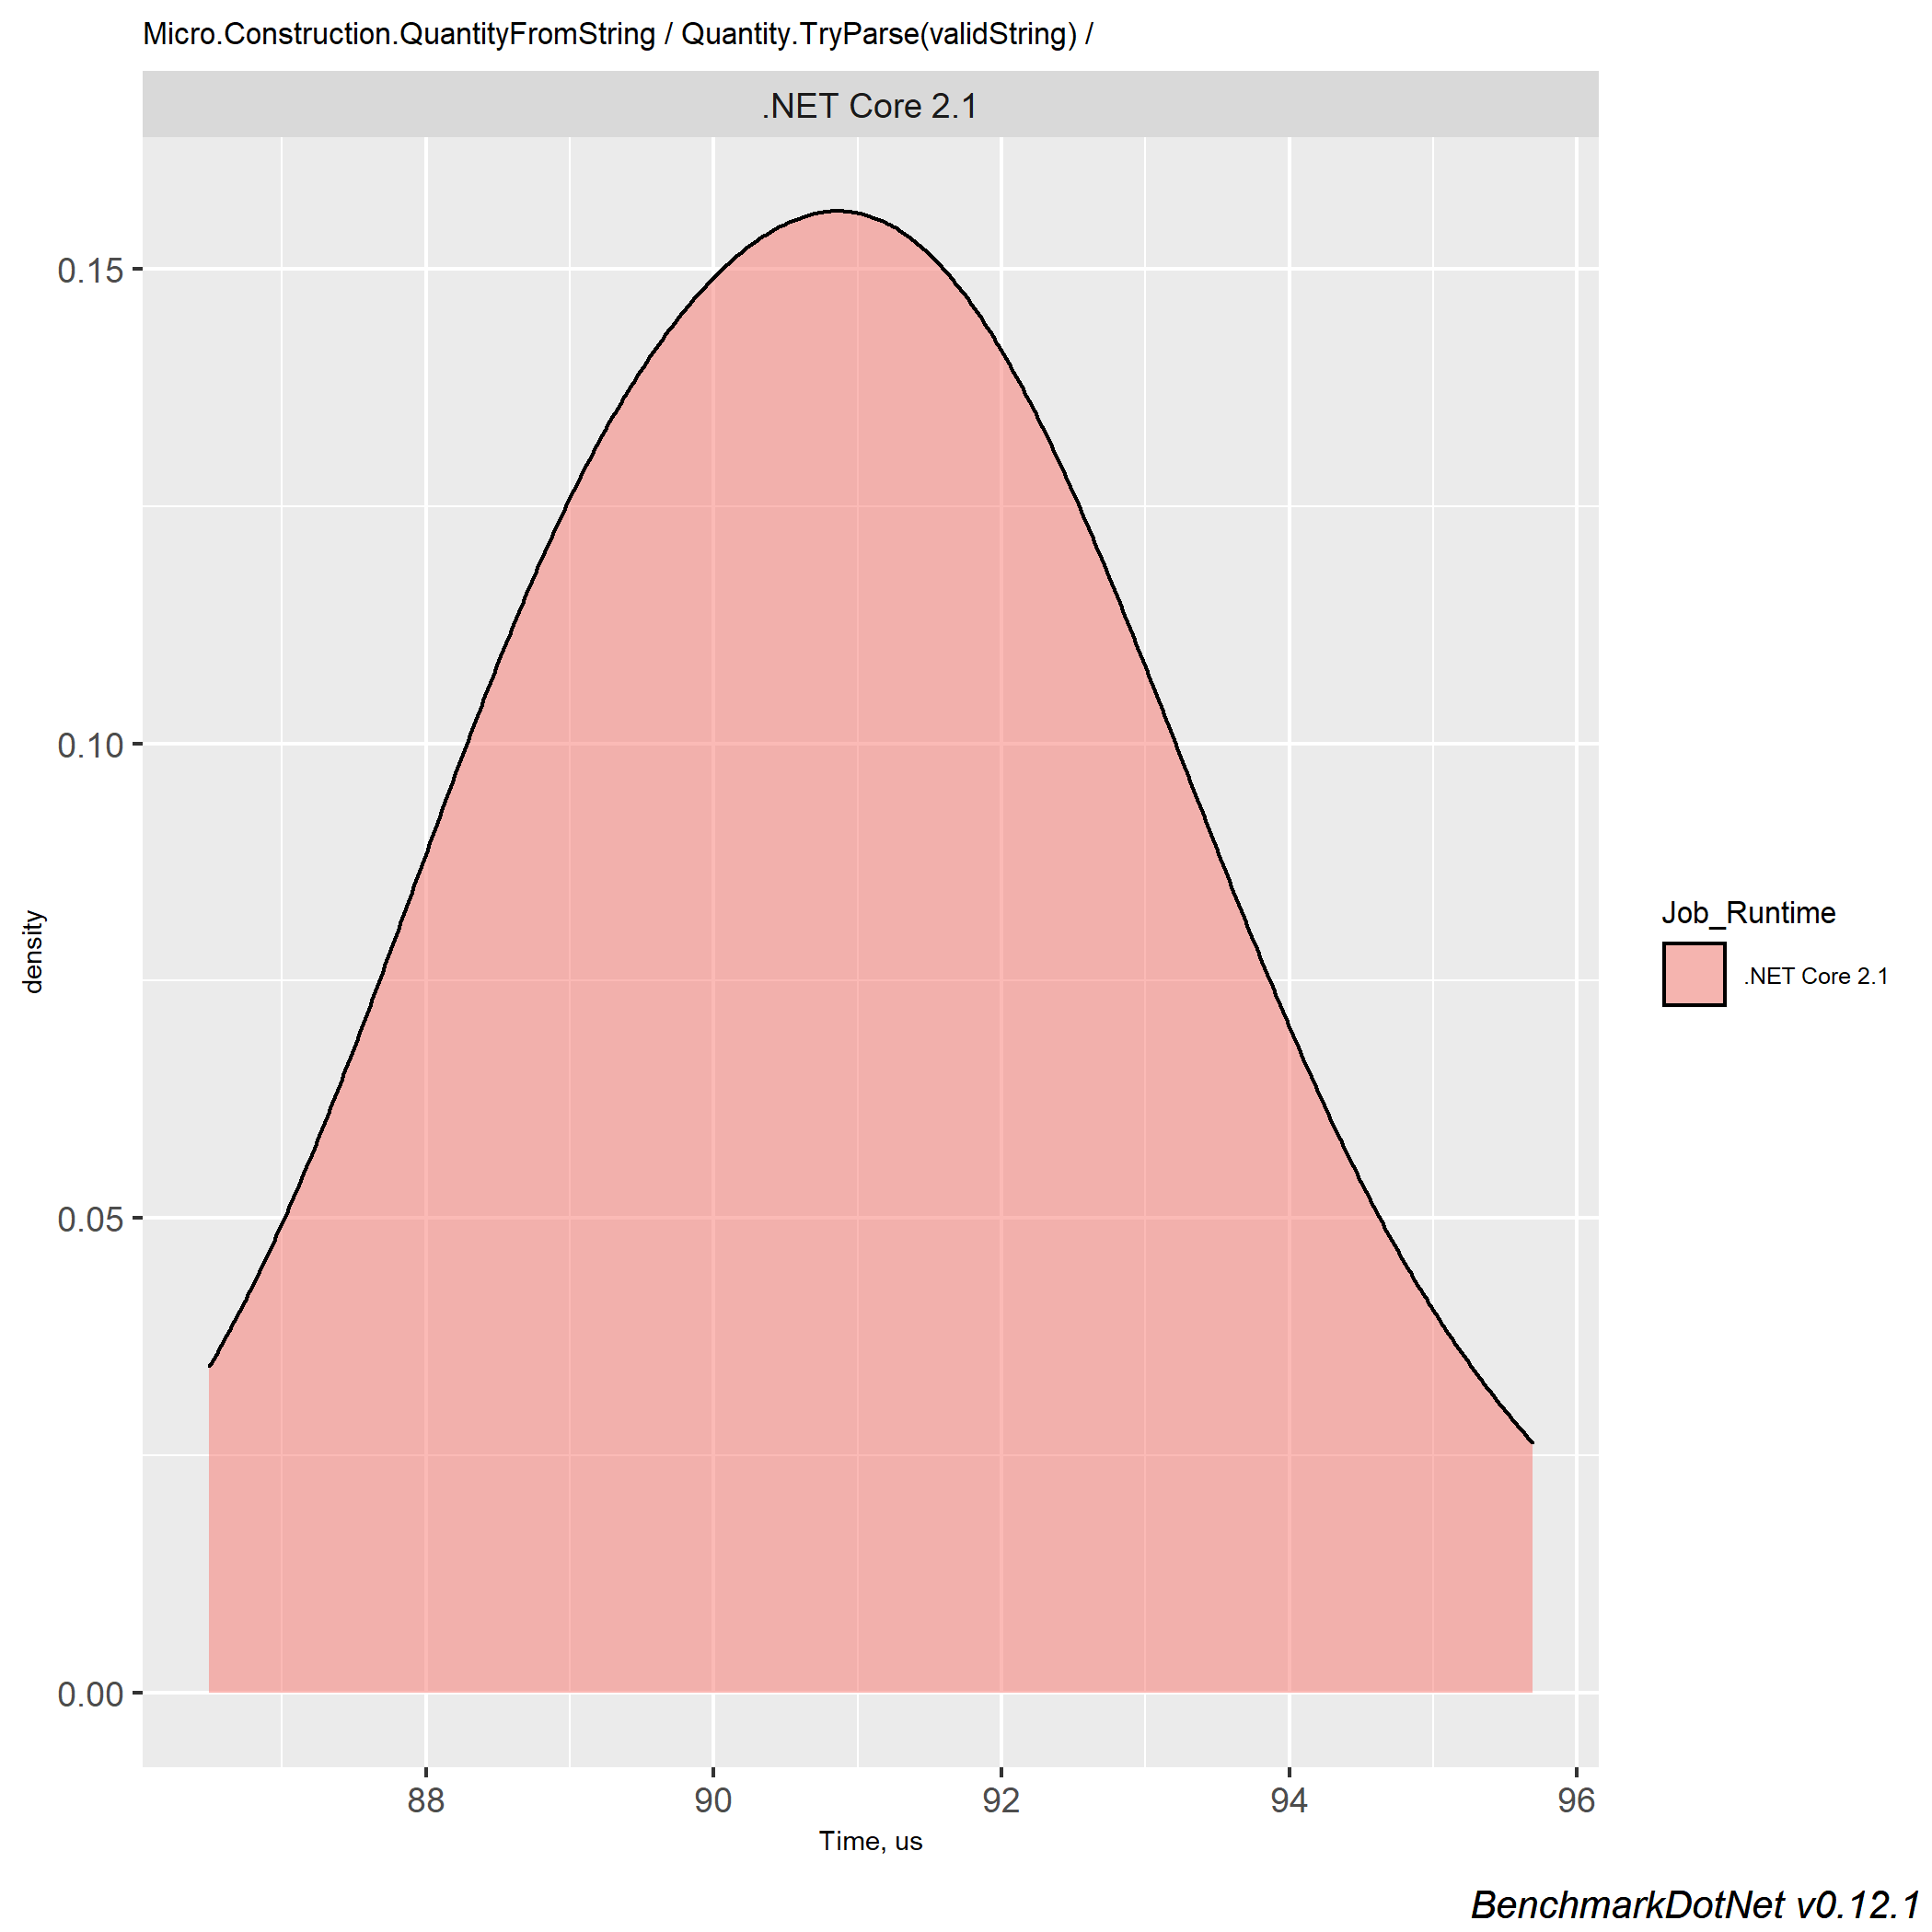 Micro.Construction.QuantityFromString / Quantity.TryParse(validString) /
.NET Core 2.1
0.15
0.10
0.05
0.00
density
88 90 92 94 96
Time, us
Job_Runtime
.NET Core 2.1
BenchmarkDotNet v0.12.1